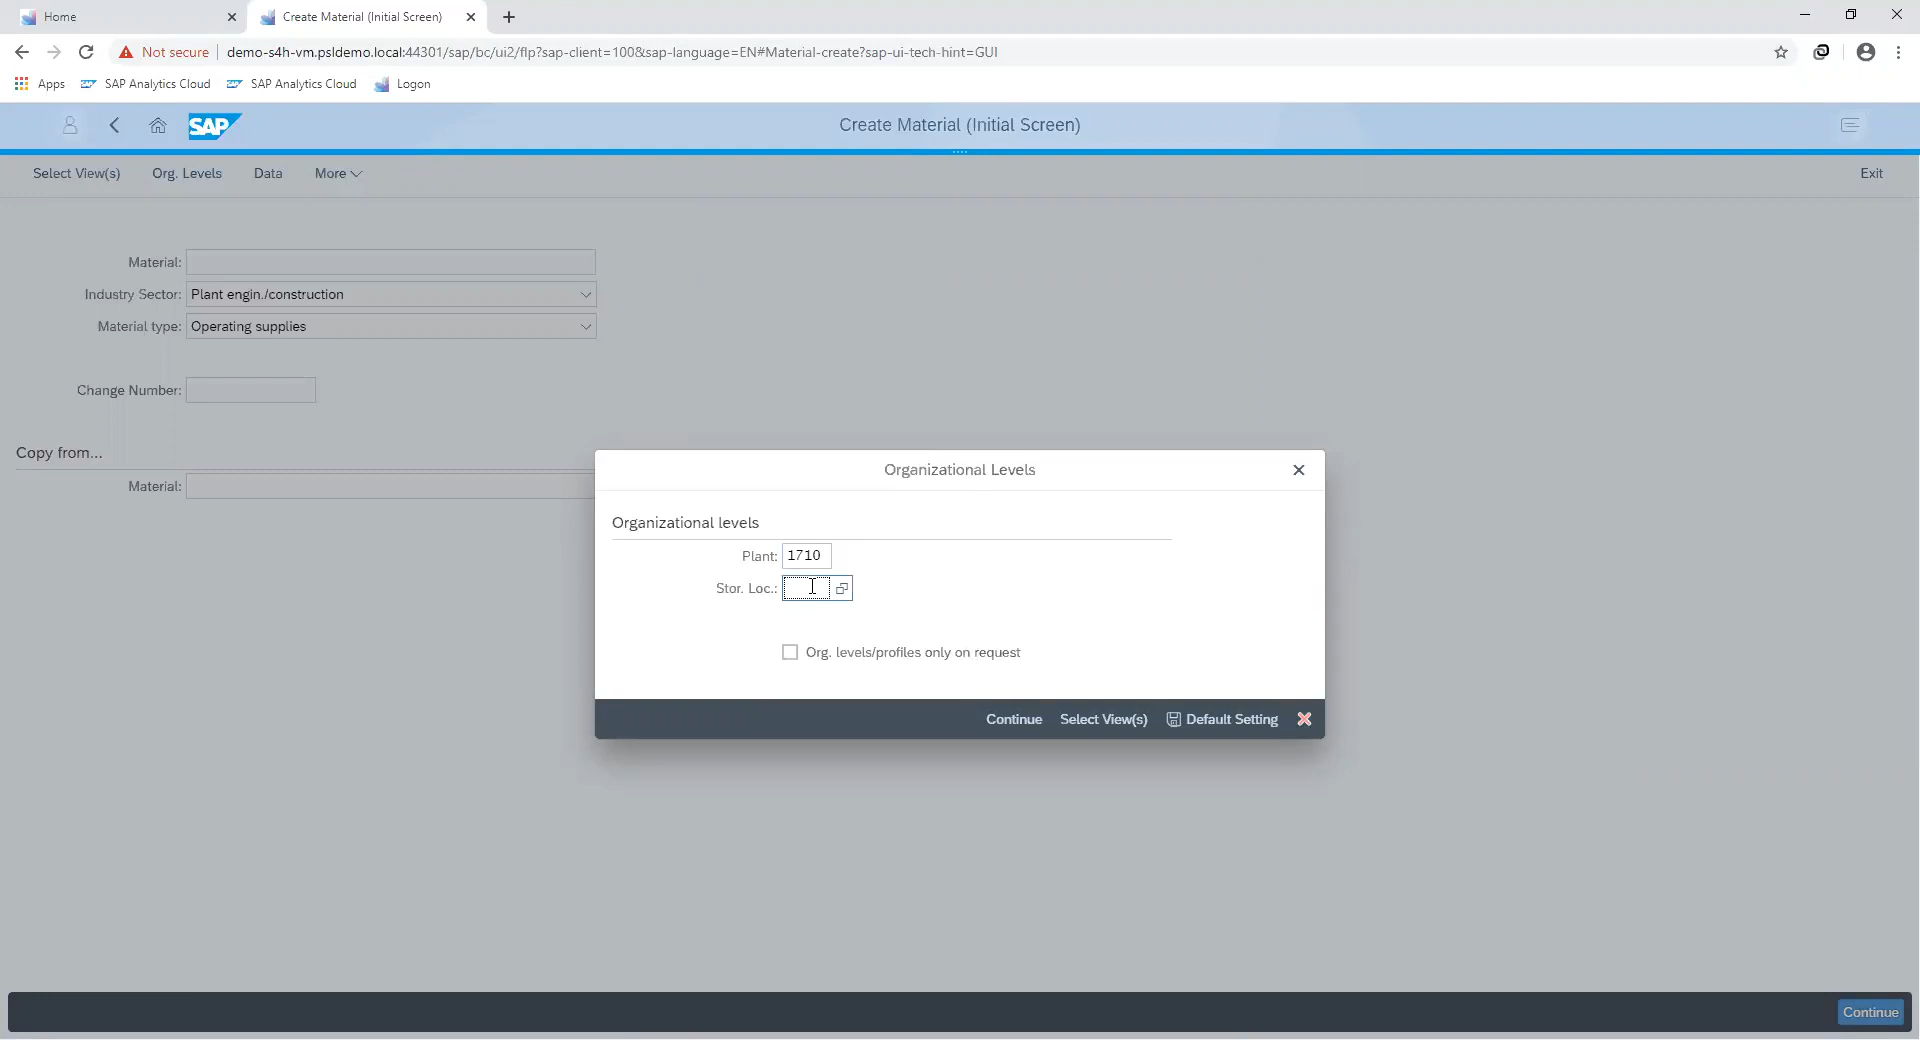 Home
Create Material (Initial Screen)
Not secure
demo-s4h-vm.psldemo.local:44301/sap/bc/ui2/flp?sap-client=100&sap-language=EN#Material-create?sap-ui-tech-hint=GUI
Apps
SAP Analytics Cloud
SAP Analytics Cloud
Logon
SAP
Create Material (Initial Screen)
Select View(s)
Org. Levels
Data
More
Exit
Material:
Industry Sector: Plant engin./construction
Material type: Operating supplies
Change Number:
Copy from...
Material:
Organizational Levels
Organizational levels
Plant: 1710
Stor. Loc.:
Org. levels/profiles only on request
Continue
Select View(s)
Default Setting
Continue